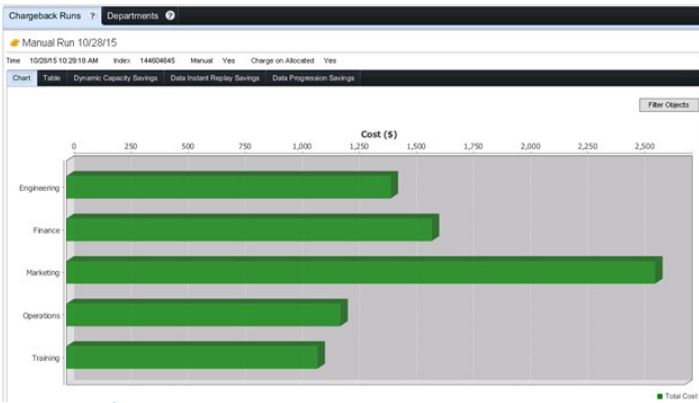 Chargeback Runs ? Departments ?
Manual Run 10/28/15
Time 10/28/15 10:29:18 AM Index 144604645 Manual Yes Charge on Allocated Yes
Chart Table Dynamic Capacity Savings Data Instant Replay Savings Data Progression Savings
Filter Objects
Cost ($)
0 250 500 750 1,000 1,250 1,500 1,750 2,000 2,250 2,500
Engineering
Finance
Marketing
Operations
Training
Total Cost